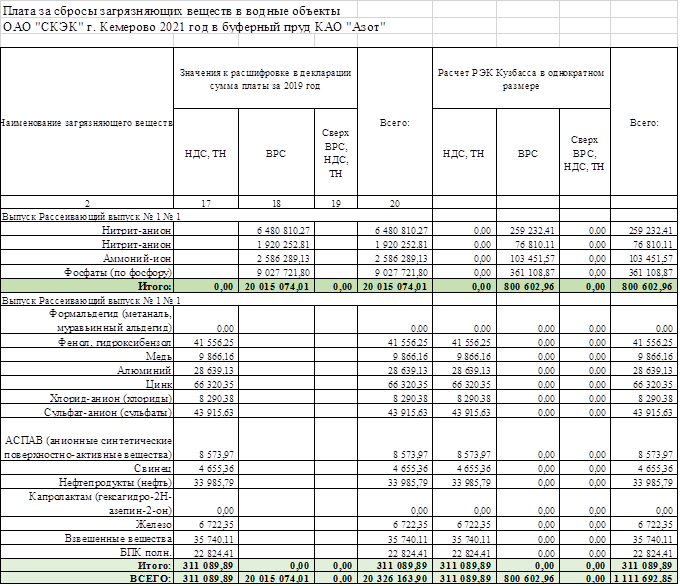 Плата за сбросы загрязняющих веществ в водные объекты
ОАО "СКЭК" г. Кемерово 2021 год в буферный пруд КАО "Азот"
Наименование загрязняющего веществ
Значения к расшифровке в декларации
сумма платы за 2019 год
Всего:
Расчет РЭК Кузбасса в однократном
размере
Всего:
НДС, ТН
ВРС
Сверх
ВРС,
НДС,
ТН
НДС, ТН
ВРС
Сверх
ВРС,
НДС, ТН
2 17 18 19 20
Выпуск Рассеивающий выпуск № 1 № 1
Нитрит-анион 6 480 810,27 6 480 810,27 0,00 259 232,41 0,00 259 232,41
Нитрит-анион 1 920 252,81 1 920 252,81 0,00 76 810,11 0,00 76 810,11
Аммоний-ион 2 586 289,13 2 586 289,13 0,00 103 451,57 0,00 103 451,57
Фосфаты (по фосфору) 9 027 721,80 9 027 721,80 0,00 361 108,87 0,00 361 108,87
Итого: 0,00 20 015 074,01 0,00 20 015 074,01 0,00 800 602,96 0,00 800 602,96
Выпуск Рассеивающий выпуск № 1 № 1
Формальдегид (метаналь,
муравьиный альдегид) 0,00 0,00 0,00 0,00 0,00 0,00
Фенол, гидроксибензол 41 556,25 41 556,25 41 556,25 0,00 0,00 41 556,25
Медь 9 866,16 9 866,16 9 866,16 0,00 0,00 9 866,16
Алюминий 28 639,13 28 639,13 28 639,13 0,00 0,00 28 639,13
Цинк 66 320,35 66 320,35 66 320,35 0,00 0,00 66 320,35
Хлорид-анион (хлориды) 8 290,38 8 290,38 8 290,38 0,00 0,00 8 290,38
Сульфат-анион (сульфаты) 43 915,63 43 915,63 43 915,63 0,00 0,00 43 915,63
АСПАВ (анионные синтетические
поверхностно-активные вещества) 8 573,97 8 573,97 8 573,97 0,00 0,00 8 573,97
Свинец 4 655,36 4 655,36 4 655,36 0,00 0,00 4 655,36
Нефтепродукты (нефть) 33 985,79 33 985,79 33 985,79 0,00 0,00 33 985,79
Капролактам (гексагидро-2Н-
азепин-2-он) 0,00 0,00 0,00 0,00 0,00 0,00
Железо 6 722,35 6 722,35 6 722,35 0,00 0,00 6 722,35
Взвешенные вещества 35 740,11 35 740,11 35 740,11 0,00 0,00 35 740,11
БПК полн. 22 824,41 22 824,41 22 824,41 0,00 0,00 22 824,41
Итого: 311 089,89 0,00 0,00 311 089,89 311 089,89 0,00 0,00 311 089,89
ВСЕГО: 311 089,89 20 015 074,01 0,00 20 326 163,90 311 089,89 800 602,96 0,00 1 111 692,85